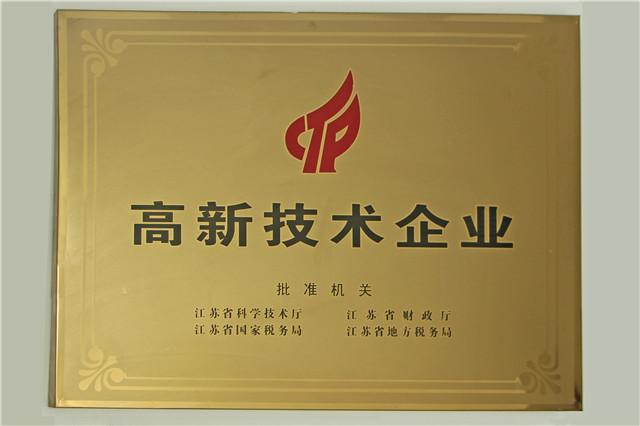 CTP
高新技术企业
批准机关
江苏省科学技术厅 江苏省财政厅
江苏省国家税务局 江苏省地方税务局